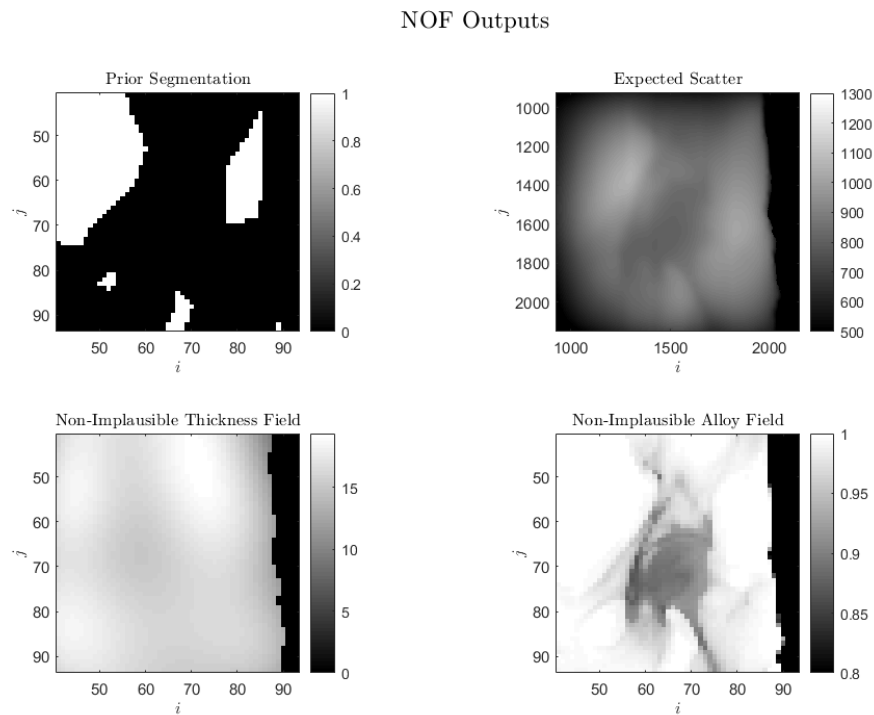 NOF Outputs
Prior Segmentation
50
60
70
80
90
j
50 60 70 80 90
i
1
0.8
0.6
0.4
0.2
0
Expected Scatter
1000
1200
1400
1600
1800
2000
j
1000 1500 2000
i
1300
1200
1100
1000
900
800
700
600
500
Non-Implausible Thickness Field
50
60
70
80
90
j
50 60 70 80 90
i
15
10
5
0
Non-Implausible Alloy Field
50
60
70
80
90
j
50 60 70 80 90
i
1
0.95
0.9
0.85
0.8